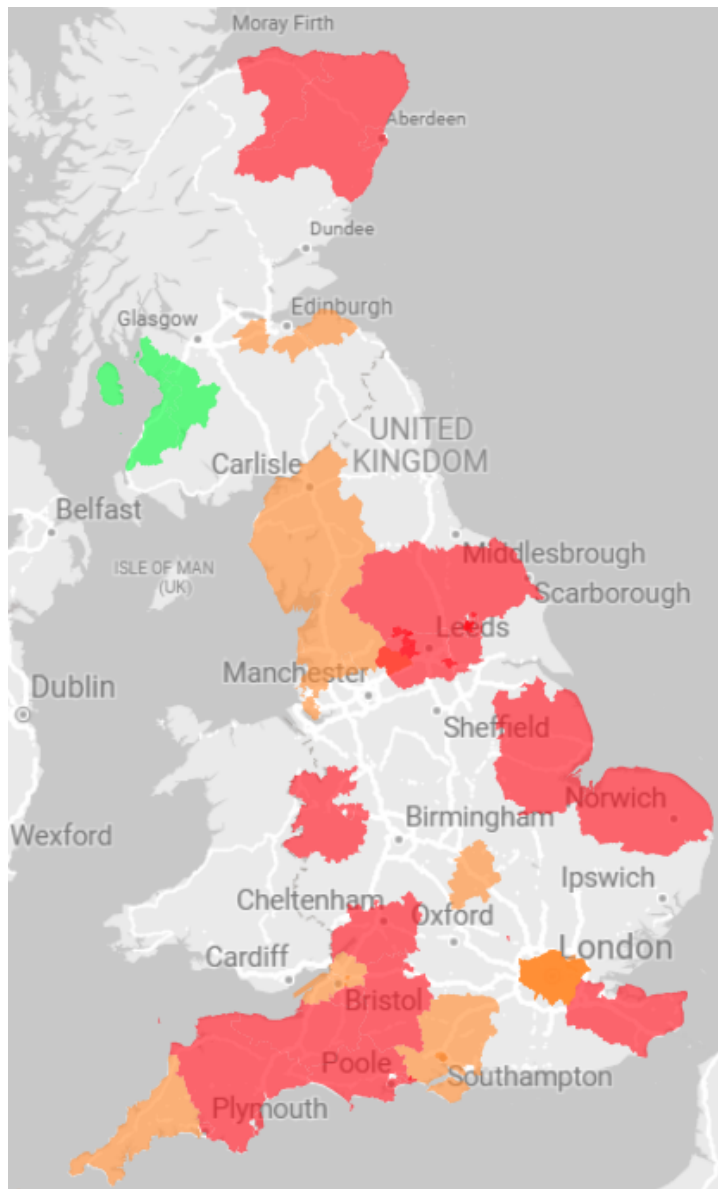 Moray Firth
Aberdeen
Dundee
Edinburgh
Glasgow
UNITED
KINGDOM
Carlisle
Belfast
ISLE OF MAN
(UK)
Middlesbrough
Scarborough
Leeds
Manchester
Dublin
Sheffield
Norwich
Birmingham
Wexford
Ipswich
Cheltenham
Oxford
London
Cardiff
Bristol
Poole
Southampton
Plymouth